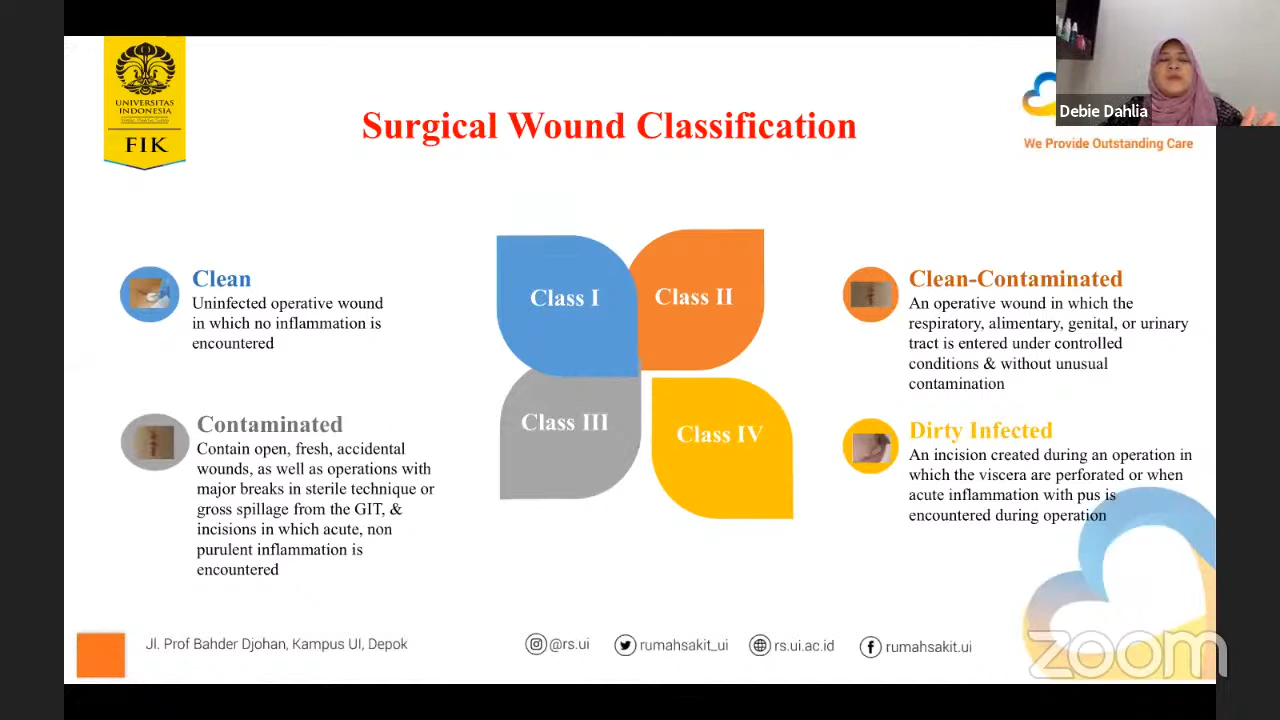 UNIVERSITAS
INDONESIA
FIK
Surgical Wound Classification
Debie Dahlia
We Provide Outstanding Care
Clean
Uninfected operative wound
in which no inflammation is
encountered
Class I
Class II
Clean-Contaminated
An operative wound in which the
respiratory, alimentary, genital, or urinary
tract is entered under controlled
conditions & without unusual
contamination
Contaminated
Contain open, fresh, accidental
wounds, as well as operations with
major breaks in sterile technique or
gross spillage from the GIT, &
incisions in which acute, non
purulent inflammation is
encountered
Class III
Class IV
Dirty Infected
An incision created during an operation in
which the viscera are perforated or when
acute inflammation with pus is
encountered during operation
Jl. Prof Bahder Djohan, Kampus UI, Depok
@rs.ui
rumahsakit_ui
rs.ui.ac.id
rumahsakit.ui
zoom